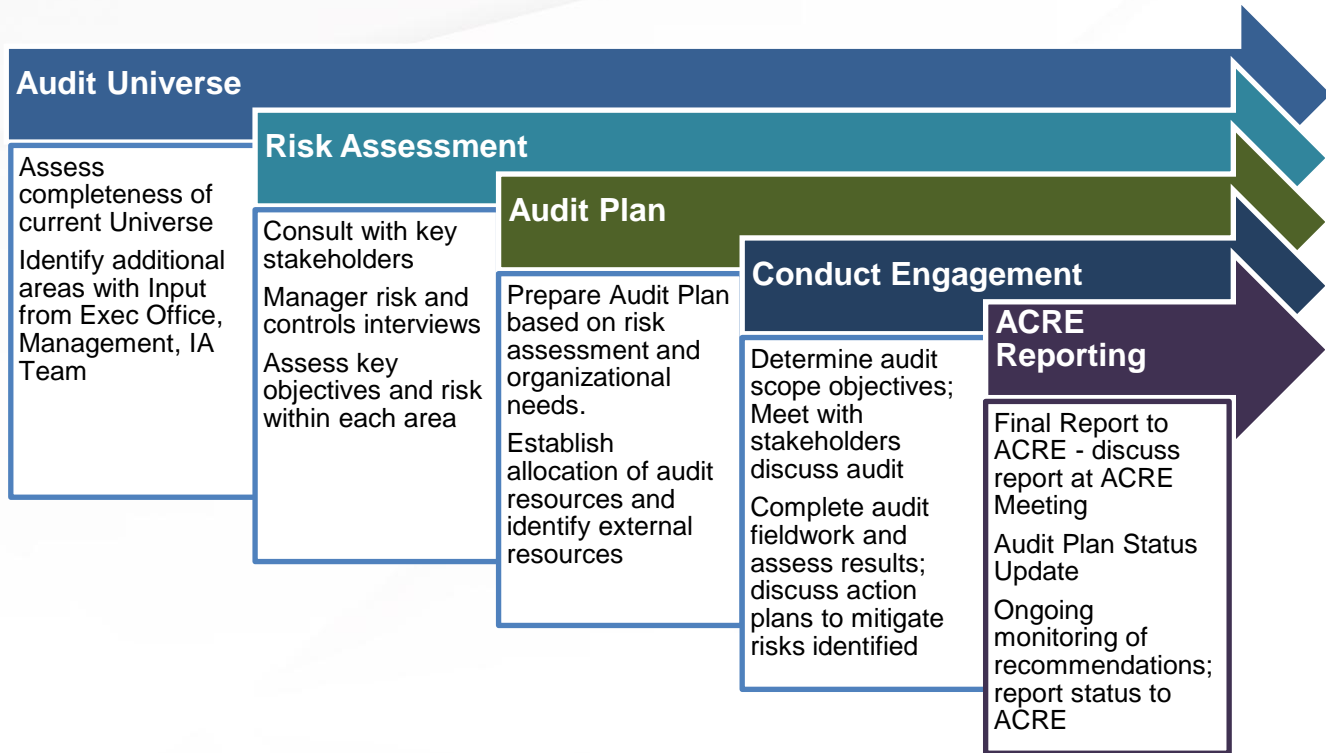 Audit Universe
Assess
completeness of
current Universe
Identify additional
areas with Input
from Exec Office,
Management, IA
Team
Risk Assessment
Consult with key
stakeholders
Manager risk and
controls interviews
Assess key
objectives and risk
within each area
Audit Plan
Prepare Audit Plan
based on risk
assessment and
organizational
needs.
Establish
allocation of audit
resources and
identify external
resources
Conduct Engagement
Determine audit
scope objectives;
Meet with
stakeholders
discuss audit
Complete audit
fieldwork and
assess results;
discuss action
plans to mitigate
risks identified
ACRE
Reporting
Final Report to
ACRE - discuss
report at ACRE
Meeting
Audit Plan Status
Update
Ongoing
monitoring of
recommendations;
report status to
ACRE